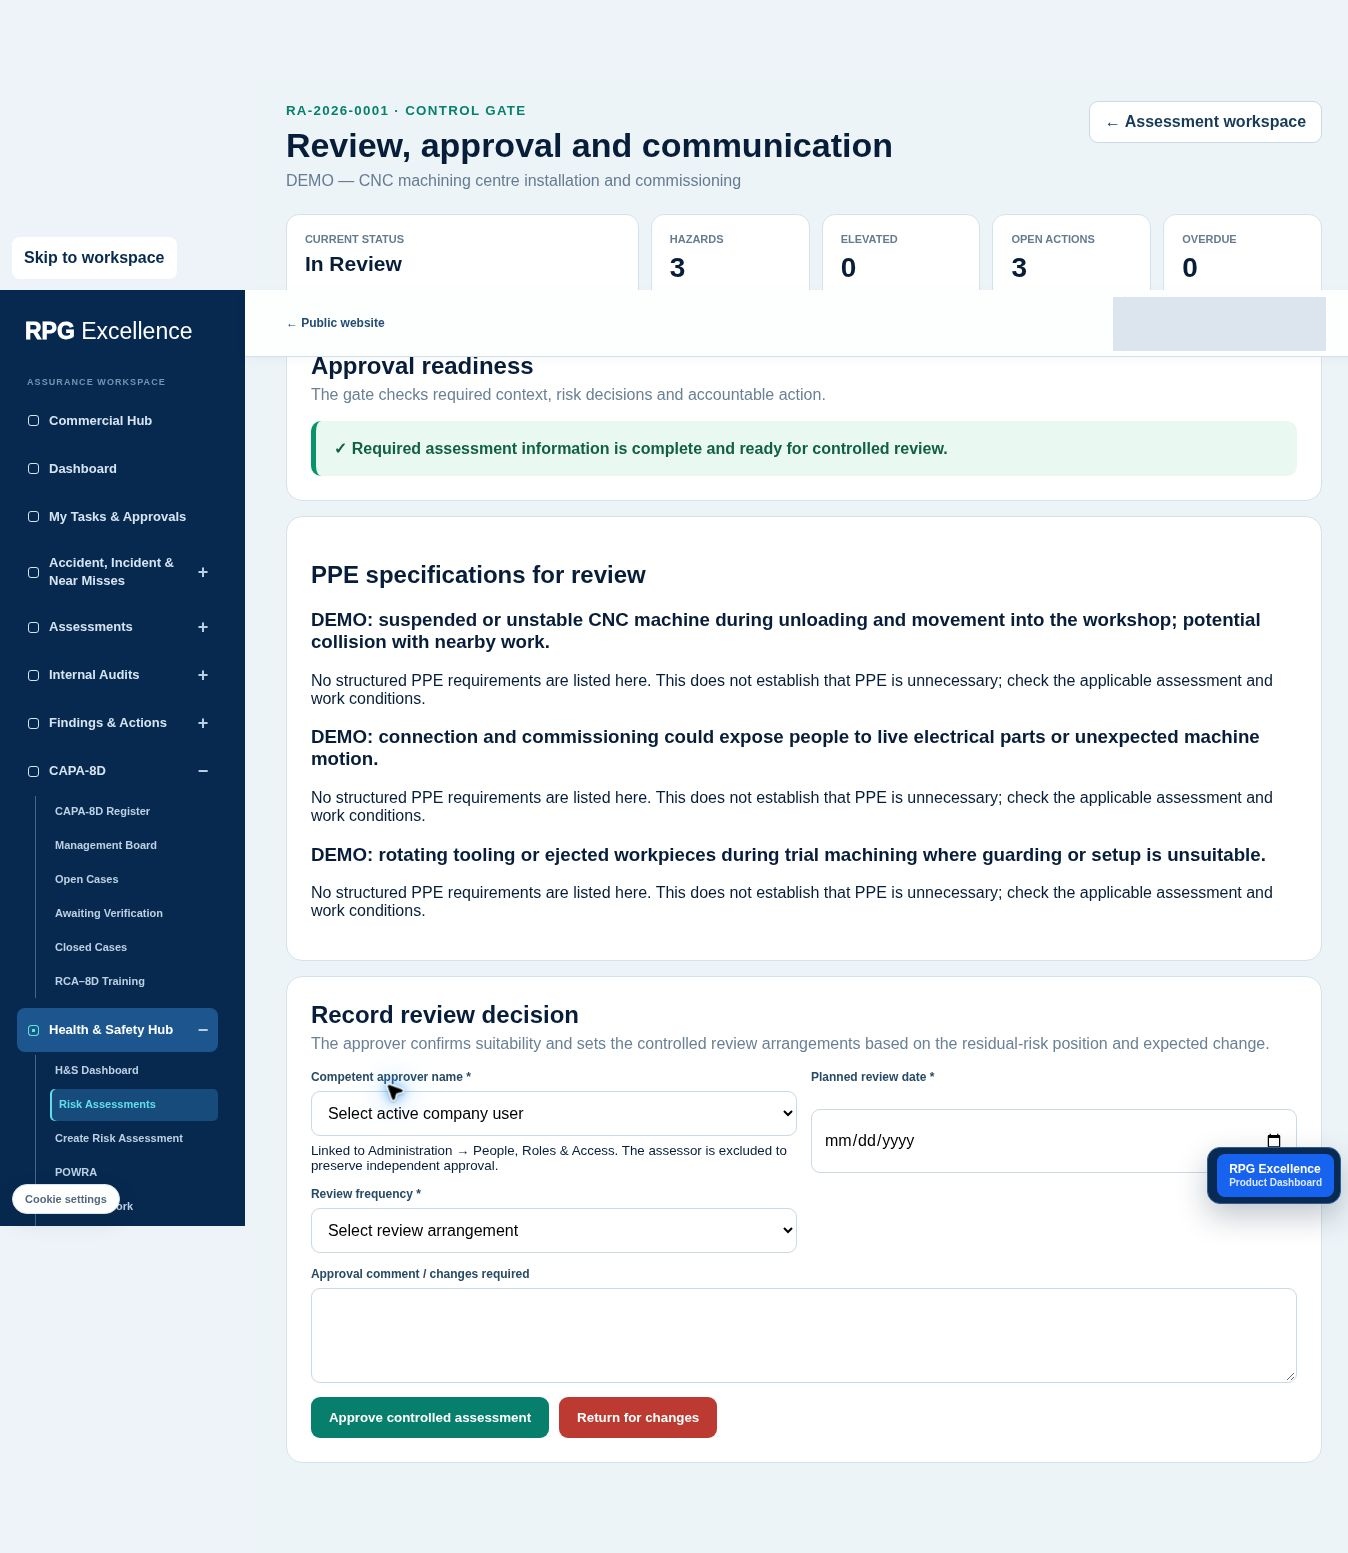 RA-2026-0001 · CONTROL GATE
Review, approval and communication
DEMO — CNC machining centre installation and commissioning
← Assessment workspace
CURRENT STATUS
In Review
HAZARDS
3
ELEVATED
0
OPEN ACTIONS
3
OVERDUE
0
Skip to workspace
RPG Excellence
ASSURANCE WORKSPACE
Commercial Hub
Dashboard
My Tasks & Approvals
Accident, Incident &
Near Misses
+
Assessments
+
Internal Audits
+
Findings & Actions
+
CAPA-8D
−
CAPA-8D Register
Management Board
Open Cases
Awaiting Verification
Closed Cases
RCA–8D Training
Health & Safety Hub
−
H&S Dashboard
Risk Assessments
Create Risk Assessment
POWRA
ork
Cookie settings
← Public website
Approval readiness
The gate checks required context, risk decisions and accountable action.
✓ Required assessment information is complete and ready for controlled review.
PPE specifications for review
DEMO: suspended or unstable CNC machine during unloading and movement into the workshop; potential
collision with nearby work.
No structured PPE requirements are listed here. This does not establish that PPE is unnecessary; check the applicable assessment and
work conditions.
DEMO: connection and commissioning could expose people to live electrical parts or unexpected machine
motion.
No structured PPE requirements are listed here. This does not establish that PPE is unnecessary; check the applicable assessment and
work conditions.
DEMO: rotating tooling or ejected workpieces during trial machining where guarding or setup is unsuitable.
No structured PPE requirements are listed here. This does not establish that PPE is unnecessary; check the applicable assessment and
work conditions.
Record review decision
The approver confirms suitability and sets the controlled review arrangements based on the residual-risk position and expected change.
Competent approver name *
Select active company user
Linked to Administration → People, Roles & Access. The assessor is excluded to
preserve independent approval.
Planned review date *
mm/dd/yyyy
RPG Excellence
Product Dashboard
Review frequency *
Select review arrangement
Approval comment / changes required
Approve controlled assessment
Return for changes